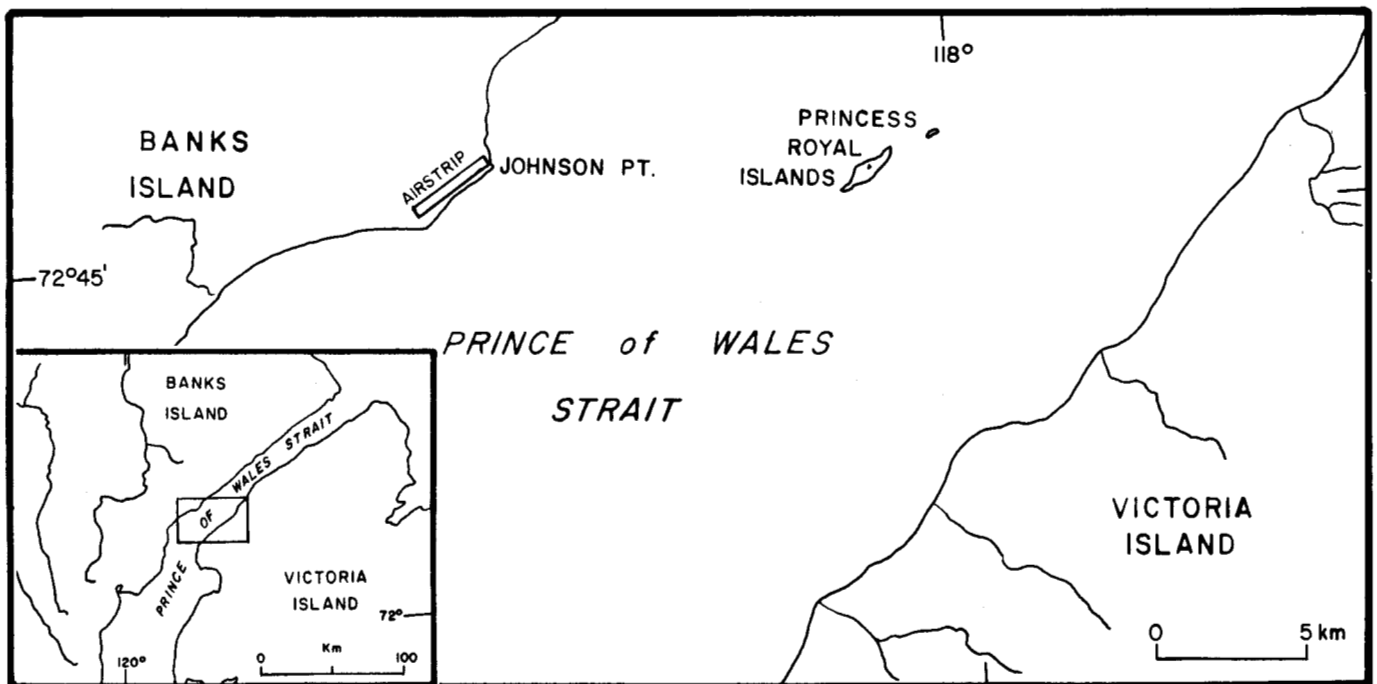 118°
BANKS
ISLAND
AIRSTRIP
JOHNSON PT.
PRINCESS
ROYAL
ISLANDS
72°45'
PRINCE of WALES
STRAIT
VICTORIA
ISLAND
0 5 km
BANKS
ISLAND
PRINCE OF WALES STRAIT
VICTORIA
ISLAND
72°
120°
Km
0 100